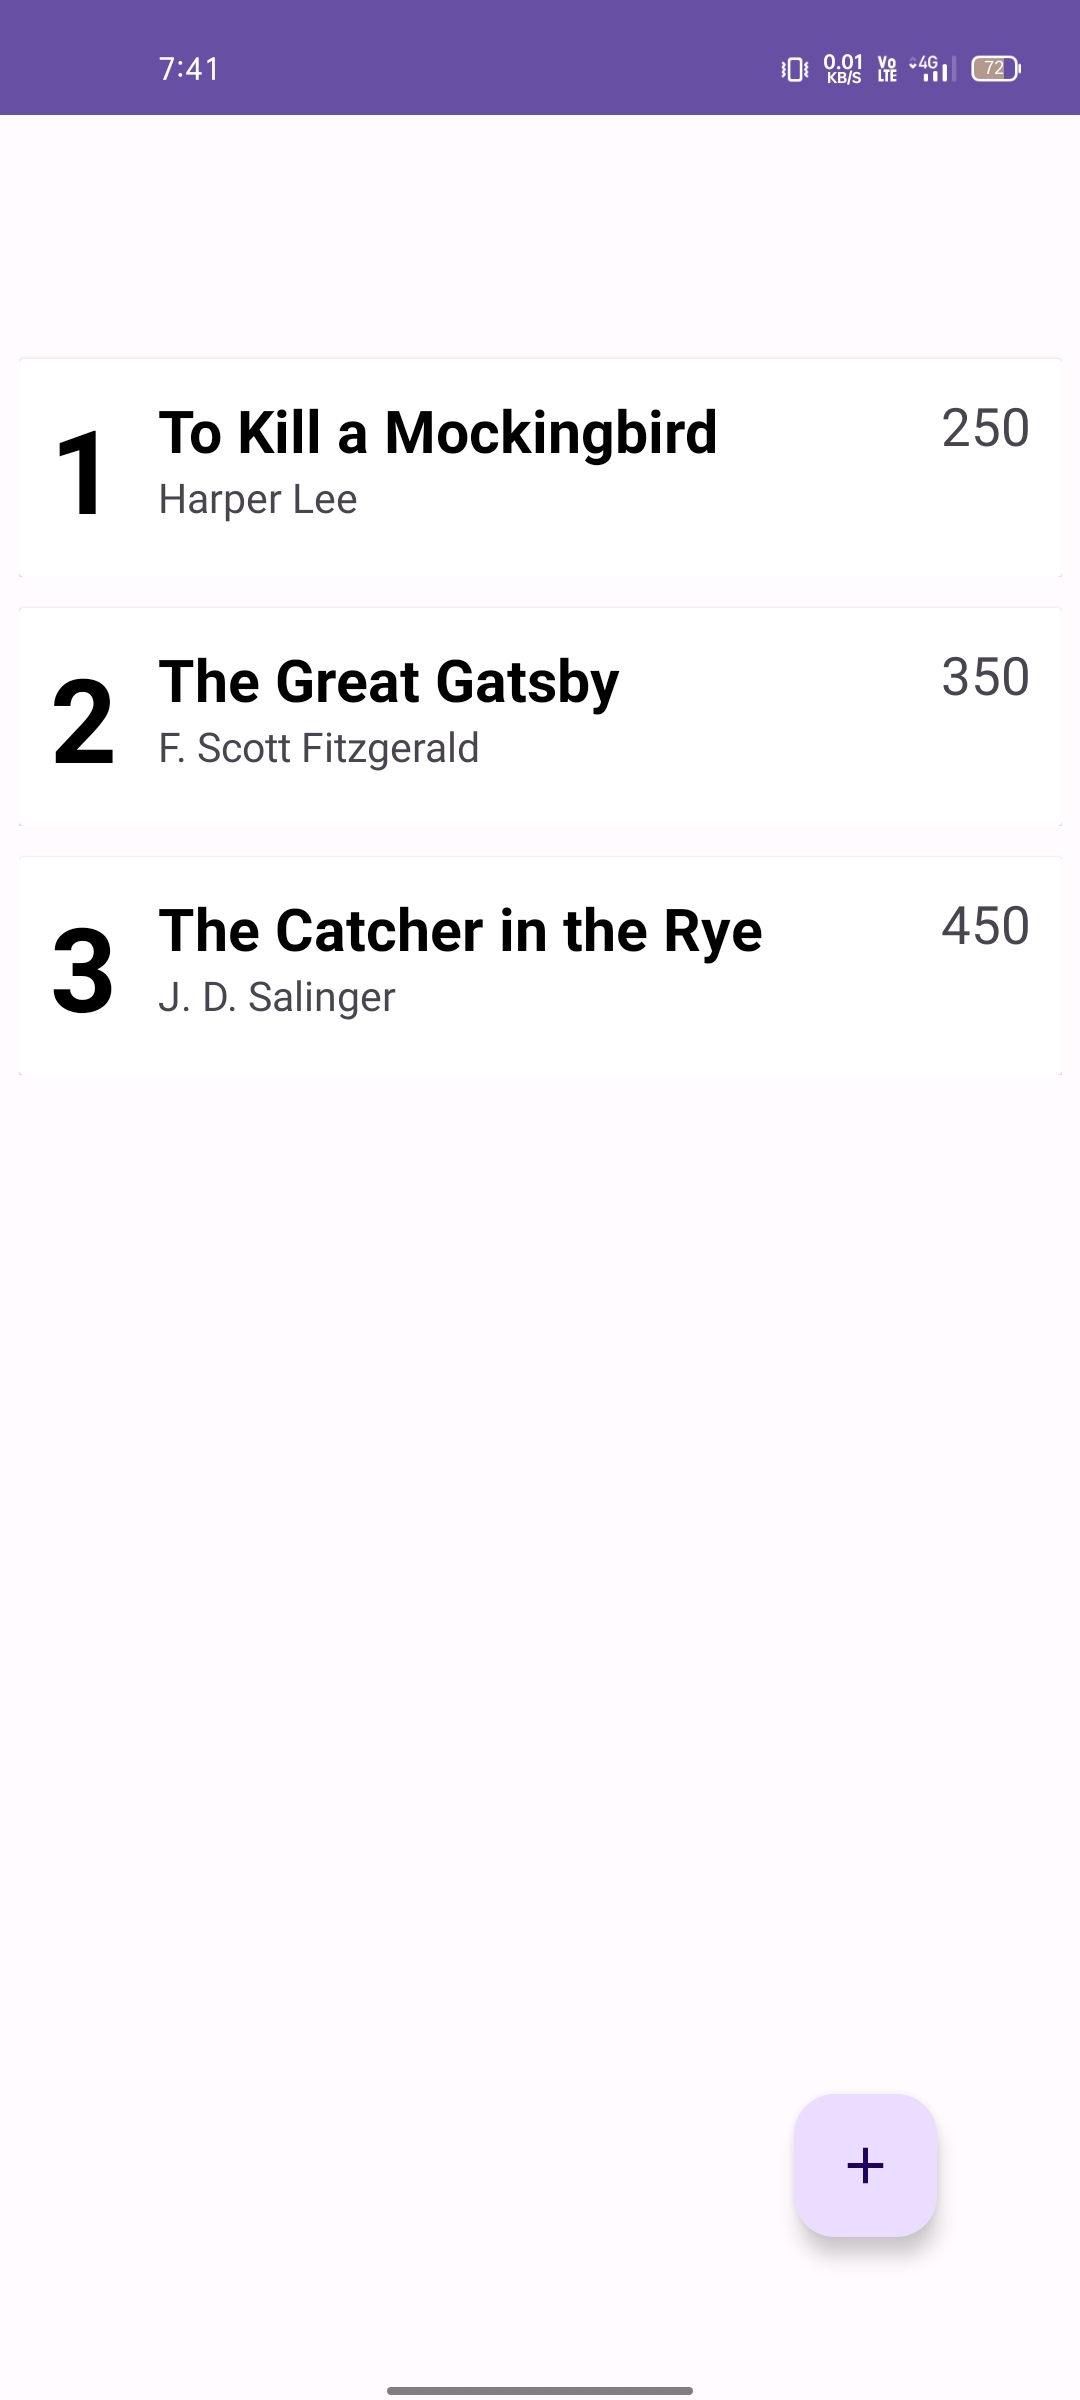 7:41 0.01 KB/S Vo LTE 4G 72
1 To Kill a Mockingbird 250
Harper Lee
2 The Great Gatsby 350
F. Scott Fitzgerald
3 The Catcher in the Rye 450
J. D. Salinger
+